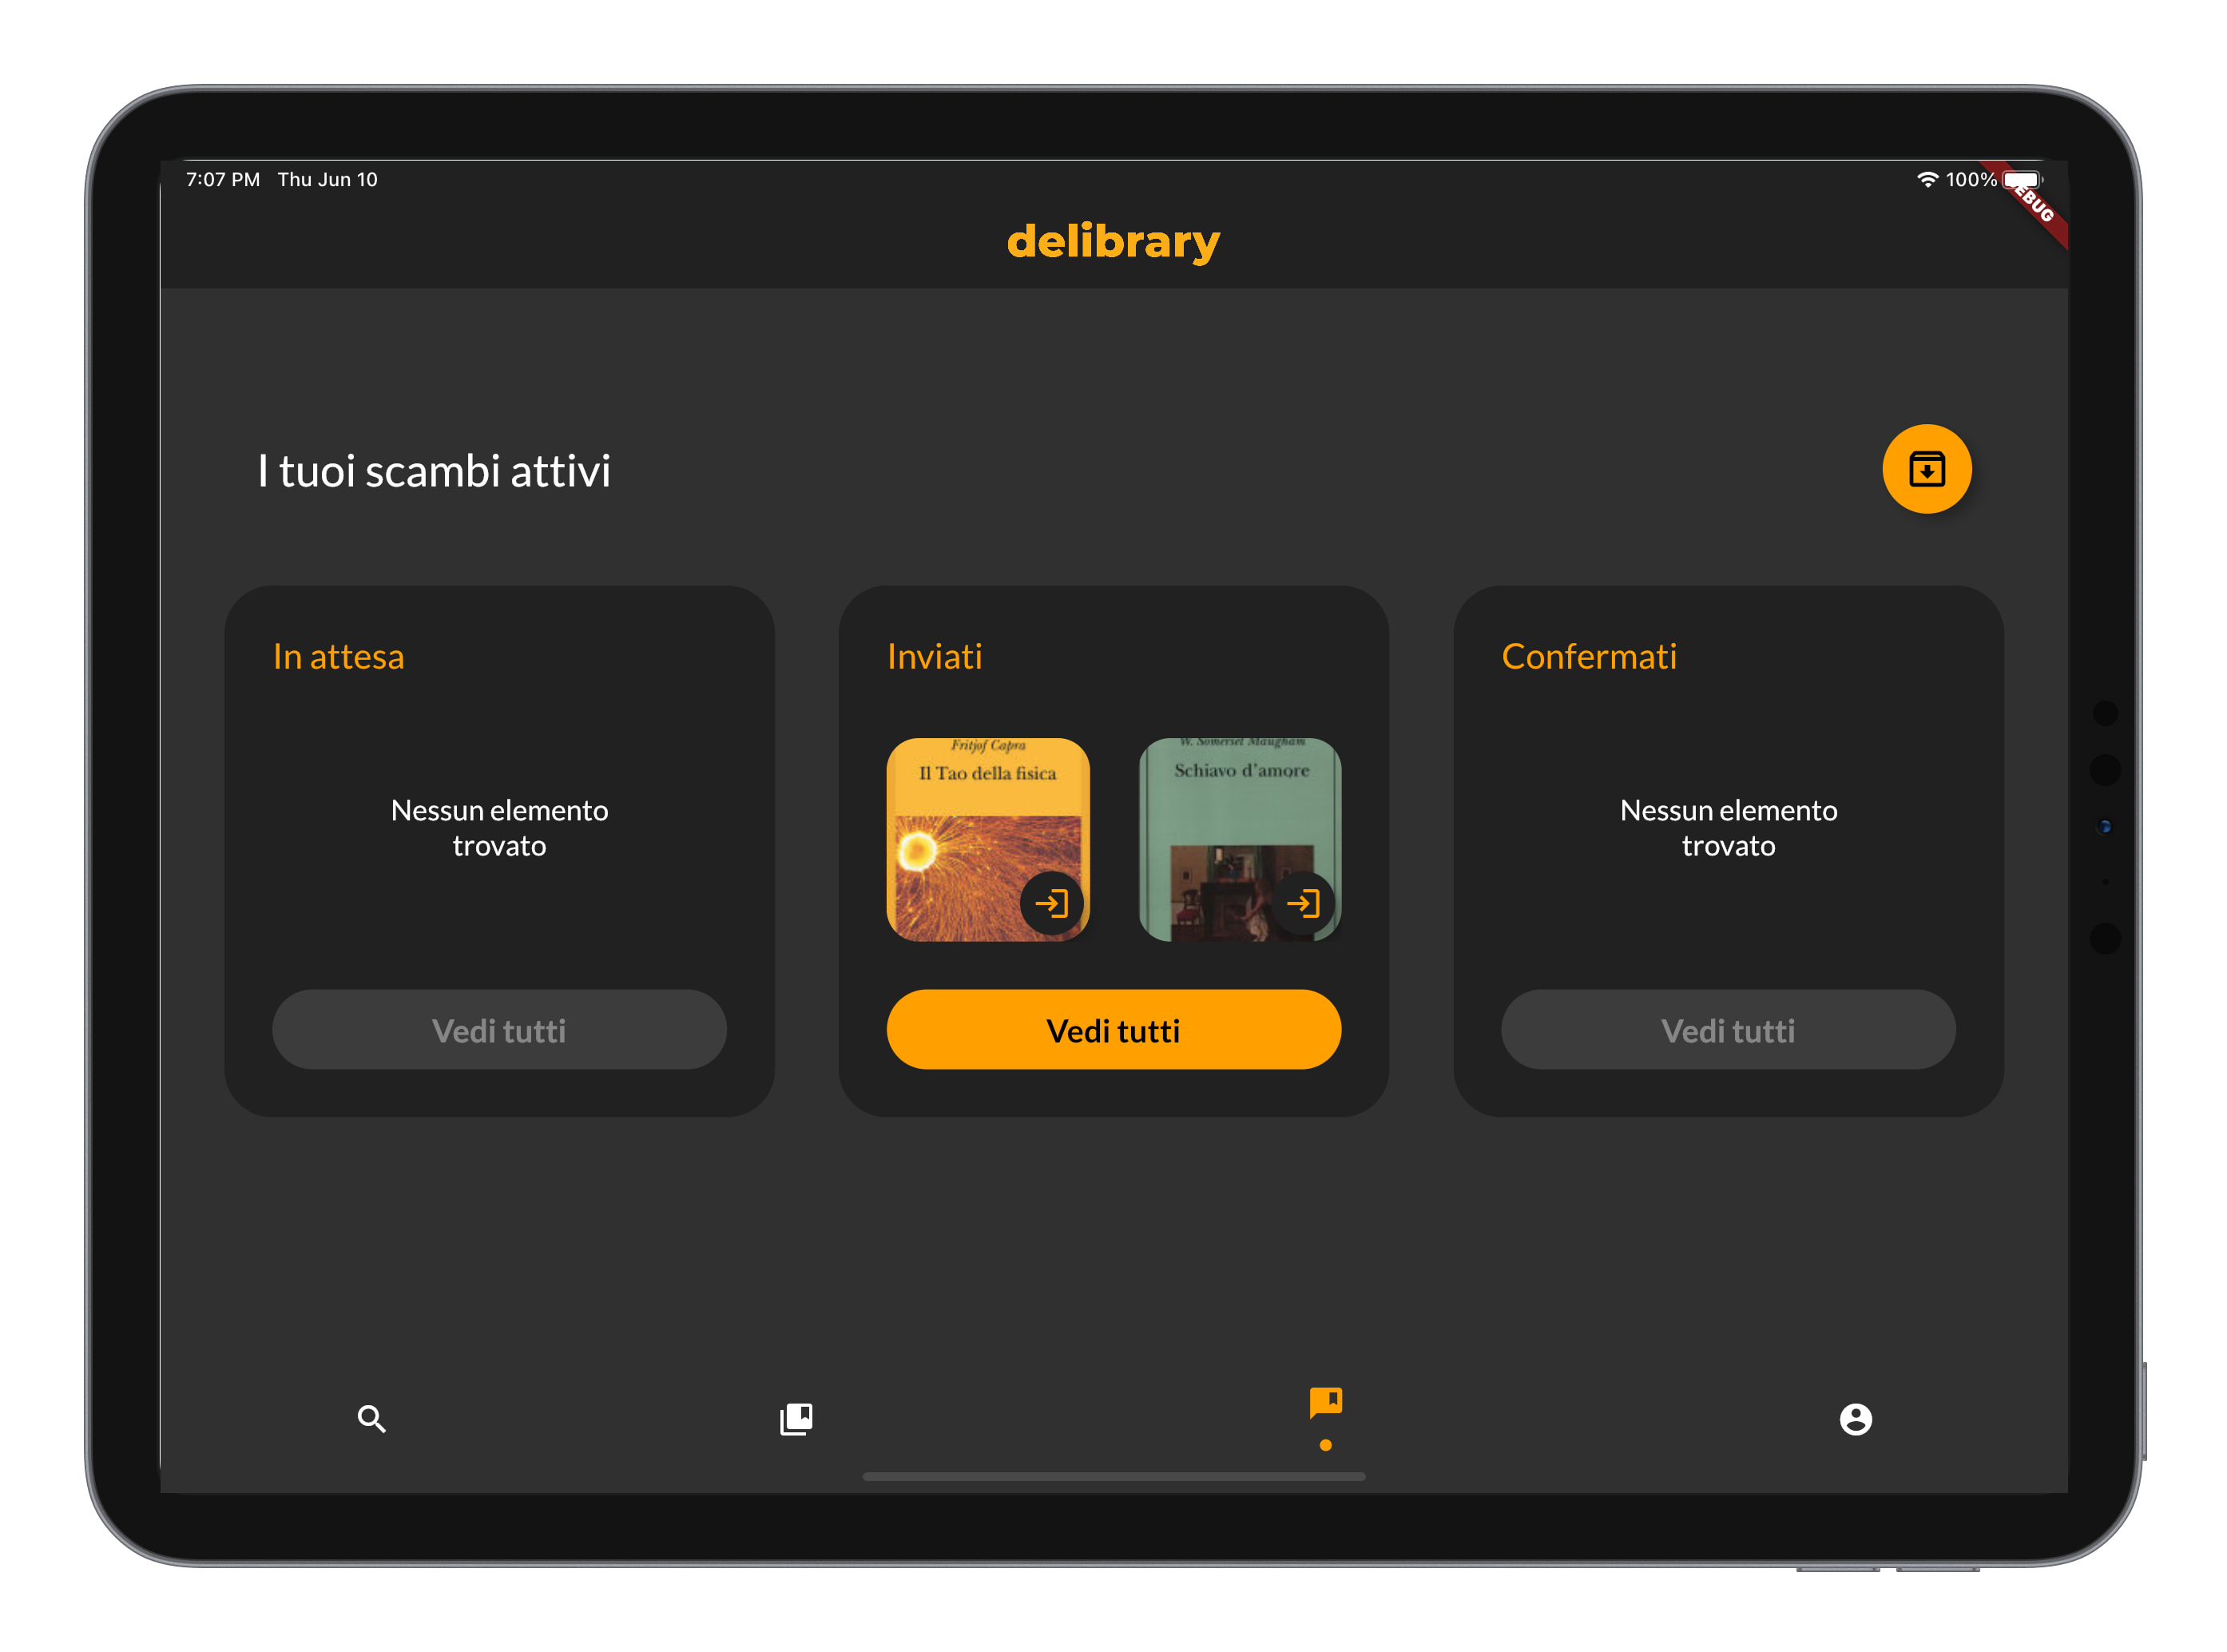 7:07 PM Thu Jun 10
100%
EBUG
delibrary
I tuoi scambi attivi
In attesa
Nessun elemento
trovato
Vedi tutti
Inviati
Fritjof Capra
Il Tao della fisica
W. Somerset Maugham
Schiavo d'amore
Vedi tutti
Confermati
Nessun elemento
trovato
Vedi tutti